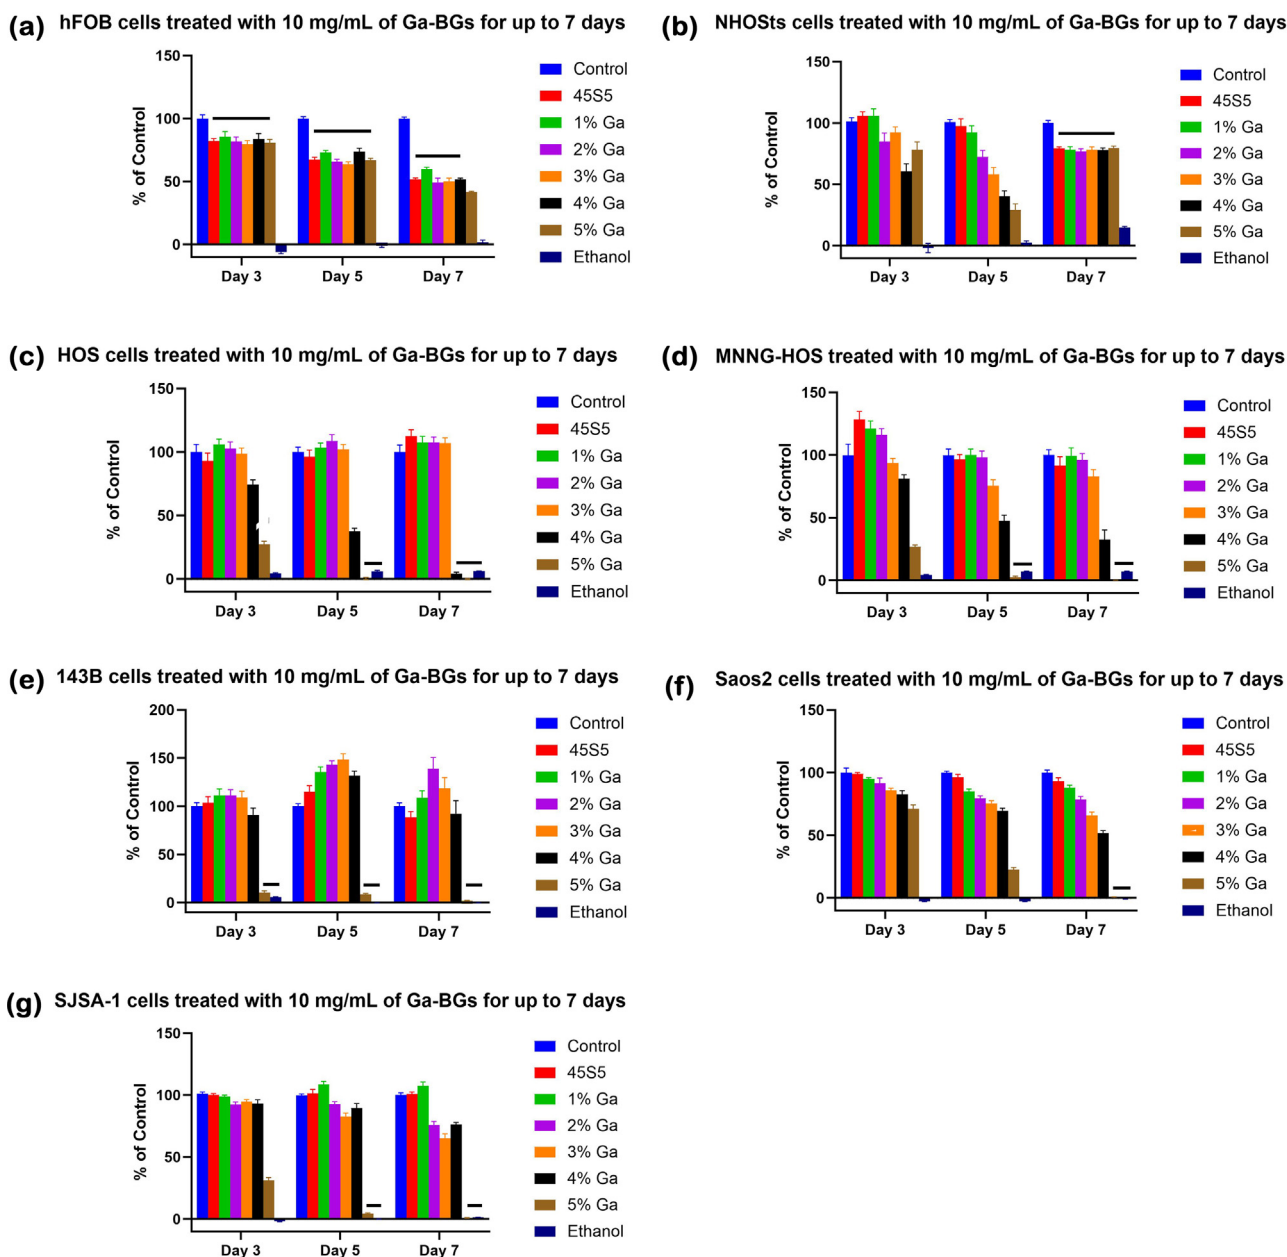 (a) hFOB cells treated with 10 mg/mL of Ga-BGs for up to 7 days
% of Control
150
100
50
0
Day 3 Day 5 Day 7
Control
45S5
1% Ga
2% Ga
3% Ga
4% Ga
5% Ga
Ethanol
(b) NHOSts cells treated with 10 mg/mL of Ga-BGs for up to 7 days
% of Control
150
100
50
0
Day 3 Day 5 Day 7
Control
45S5
1% Ga
2% Ga
3% Ga
4% Ga
5% Ga
Ethanol
(c) HOS cells treated with 10 mg/mL of Ga-BGs for up to 7 days
% of Control
150
100
50
0
Day 3 Day 5 Day 7
Control
45S5
1% Ga
2% Ga
3% Ga
4% Ga
5% Ga
Ethanol
(d) MNNG-HOS treated with 10 mg/mL of Ga-BGs for up to 7 days
% of Control
150
100
50
0
Day 3 Day 5 Day 7
Control
45S5
1% Ga
2% Ga
3% Ga
4% Ga
5% Ga
Ethanol
(e) 143B cells treated with 10 mg/mL of Ga-BGs for up to 7 days
% of Control
200
150
100
50
0
Day 3 Day 5 Day 7
Control
45S5
1% Ga
2% Ga
3% Ga
4% Ga
5% Ga
Ethanol
(f) Saos2 cells treated with 10 mg/mL of Ga-BGs for up to 7 days
% of Control
150
100
50
0
Day 3 Day 5 Day 7
Control
45S5
1% Ga
2% Ga
3% Ga
4% Ga
5% Ga
Ethanol
(g) SJSA-1 cells treated with 10 mg/mL of Ga-BGs for up to 7 days
% of Control
150
100
50
0
Day 3 Day 5 Day 7
Control
45S5
1% Ga
2% Ga
3% Ga
4% Ga
5% Ga
Ethanol